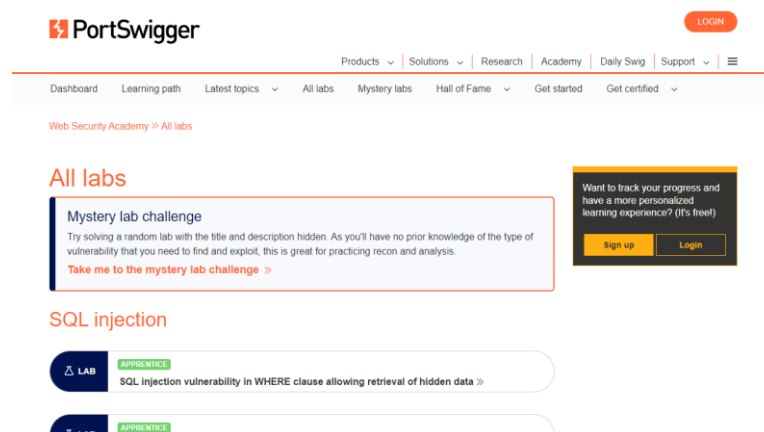 PortSwigger
LOGIN
Products
Solutions
Research
Academy
Daily Swig
Support
Dashboard
Learning path
Latest topics
All labs
Mystery labs
Hall of Fame
Get started
Get certified
Web Security Academy » All labs
All labs
Mystery lab challenge
Try solving a random lab with the title and description hidden. As you'll have no prior knowledge of the type of
vulnerability that you need to find and exploit, this is great for practicing recon and analysis.
Take me to the mystery lab challenge »
Want to track your progress and
have a more personalized
learning experience? (It's free!)
Sign up
Login
SQL injection
LAB
APPRENTICE
SQL injection vulnerability in WHERE clause allowing retrieval of hidden data »
APPRENTICE